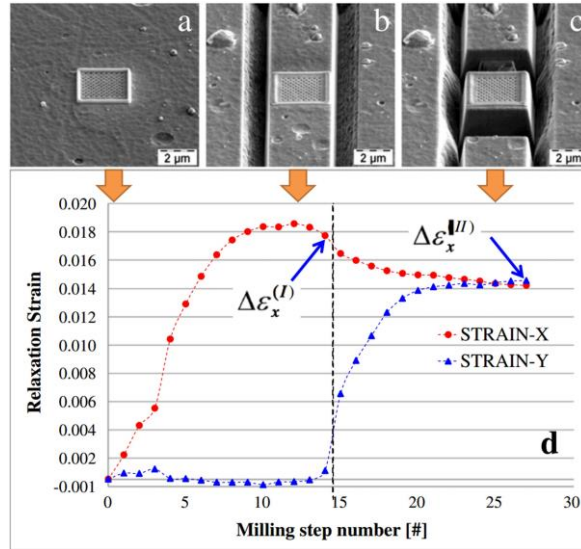 a
b
c
2 µm
2 µm
2 µm
0.020
0.018
0.016
0.014
0.012
0.010
0.008
0.006
0.004
0.002
-0.001
Relaxation Strain
Δε_x^(I)
Δε_x^(II)
STRAIN-X
STRAIN-Y
d
0 5 10 15 20 25 30
Milling step number [#]